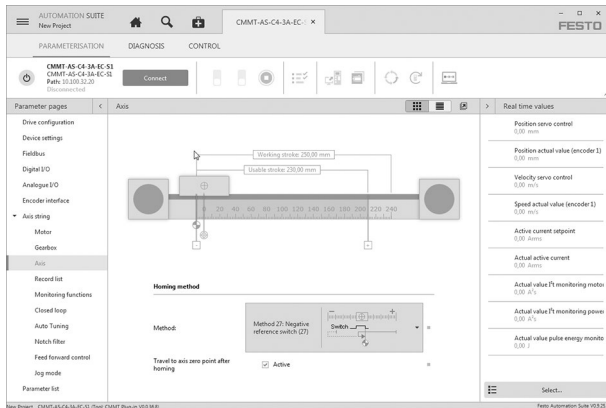 AUTOMATION SUITE
New Project
CMMT-AS-C4-3A-EC-S
FESTO
PARAMETERISATION
DIAGNOSIS
CONTROL
CMMT-AS-C4-3A-EC-S1
CMMT-AS-C4-3A-EC-S1
Path: 10.100.32.20
Disconnected
Connect
Parameter pages
Axis
Real time values
Drive configuration
Device settings
Fieldbus
Digital I/O
Analogue I/O
Encoder interface
Axis string
Motor
Gearbox
Axis
Record list
Monitoring functions
Closed loop
Auto Tuning
Notch filter
Feed forward control
Jog mode
Parameter list
Working stroke 250,00 mm
Usable stroke 230,00 mm
0 20 40 60 80 100 120 140 160 180 200 220 240
Homing method
Method:
Method 27: Negative
reference switch (27)
Switch
Travel to axis zero point after
homing
Active
Position servo control
0,00 mm
Position actual value (encoder 1)
0,00 mm
Velocity servo control
0,00 m/s
Speed actual value (encoder 1)
0,00 m/s
Active current setpoint
0,00 Arms
Actual active current
0,00 Arms
Actual value I²t monitoring motor
0,00 A²s
Actual value I²t monitoring power
0,00 A²s
Actual value pulse energy monito
0,00 J
Select...
Festo Automation Suite V0.9.25